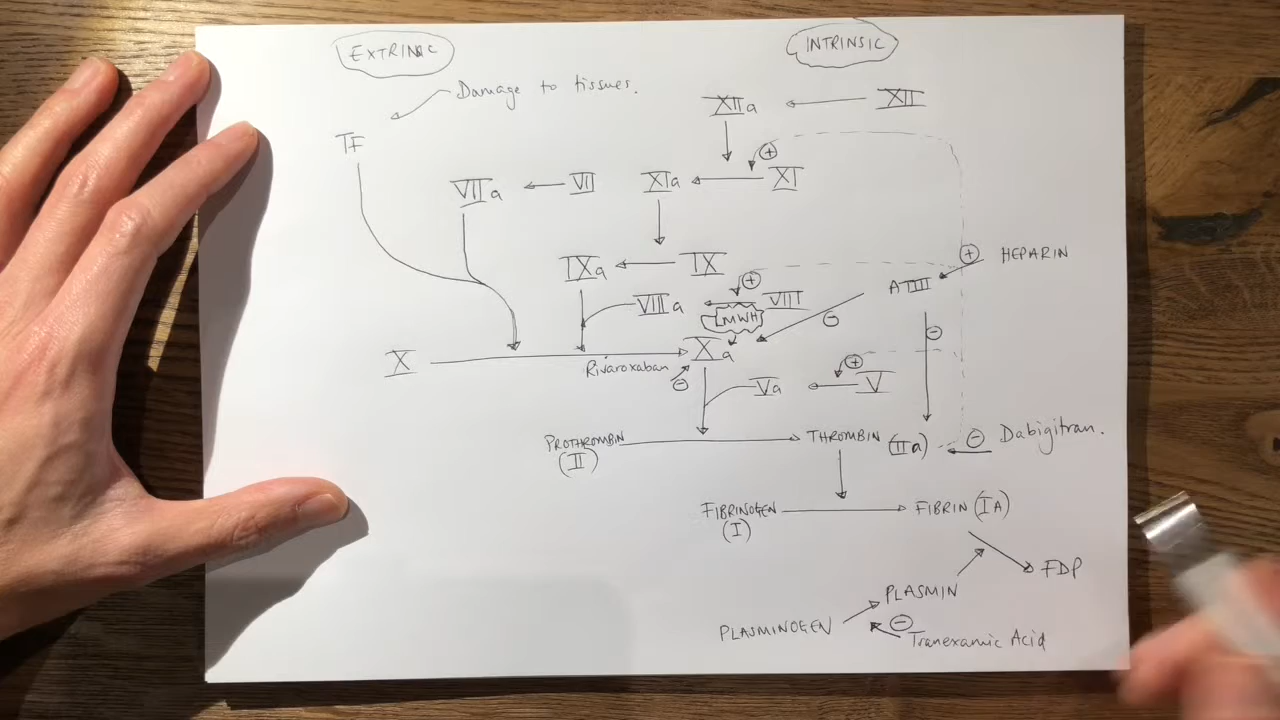 EXTRINSIC
INTRINSIC
Damage to tissues.
XIIa
XII
TF
+
VIIa
VII
XIa
XI
+
HEPARIN
IXa
IX
ATIII
+
VIIIa
VIII
LMWH
-
-
X
Xa
Rivaroxaban
-
+
Va
V
PROTHROMBIN
(II)
THROMBIN (IIa)
-
Dabigitran.
FIBRINOGEN
(I)
FIBRIN (IA)
FDP
PLASMIN
PLASMINOGEN
-
Tranexamic Acid